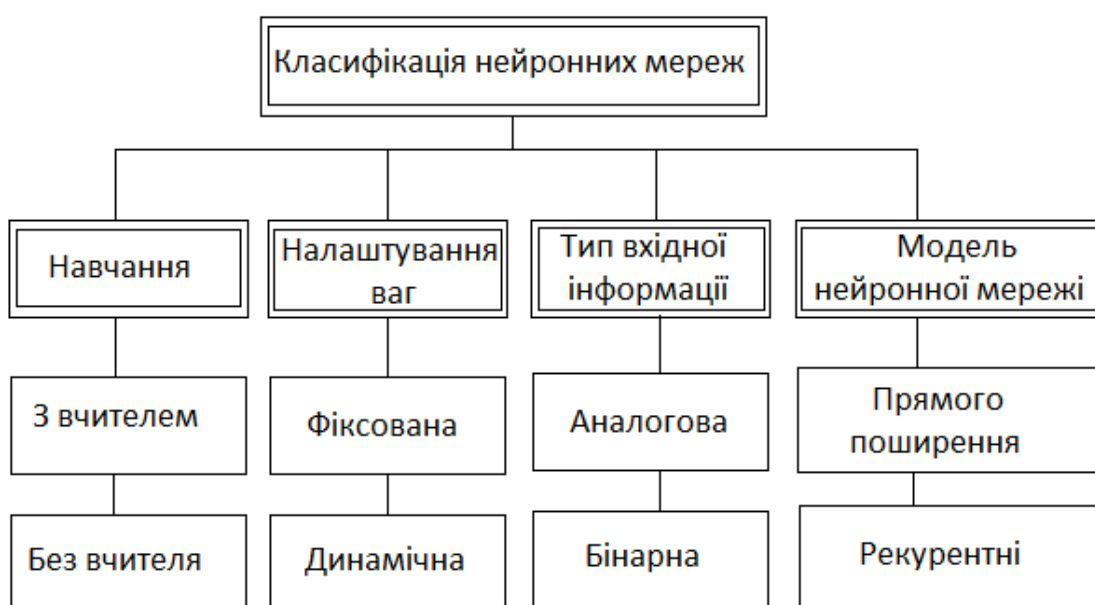 Класифікація нейронних мереж
Навчання
Налаштування
ваг
Тип вхідної
інформації
Модель
нейронної мережі
З вчителем
Фіксована
Аналогова
Прямого
поширення
Без вчителя
Динамічна
Бінарна
Рекурентні